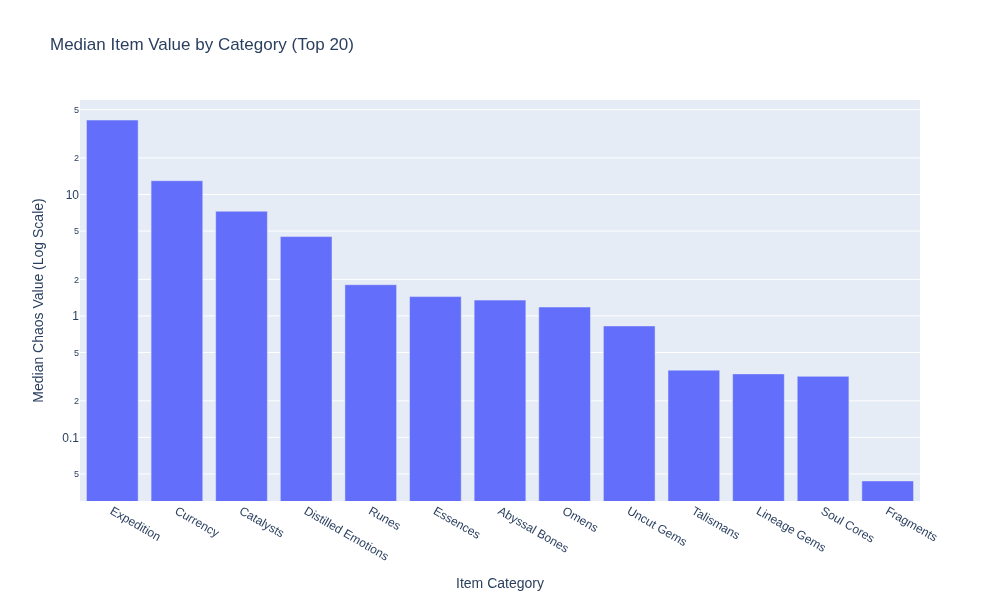 Median Item Value by Category (Top 20)
5
2
10
5
2
1
5
2
0.1
5
Median Chaos Value (Log Scale)
Expedition
Currency
Catalysts
Distilled Emotions
Runes
Essences
Abyssal Bones
Omens
Uncut Gems
Talismans
Lineage Gems
Soul Cores
Fragments
Item Category